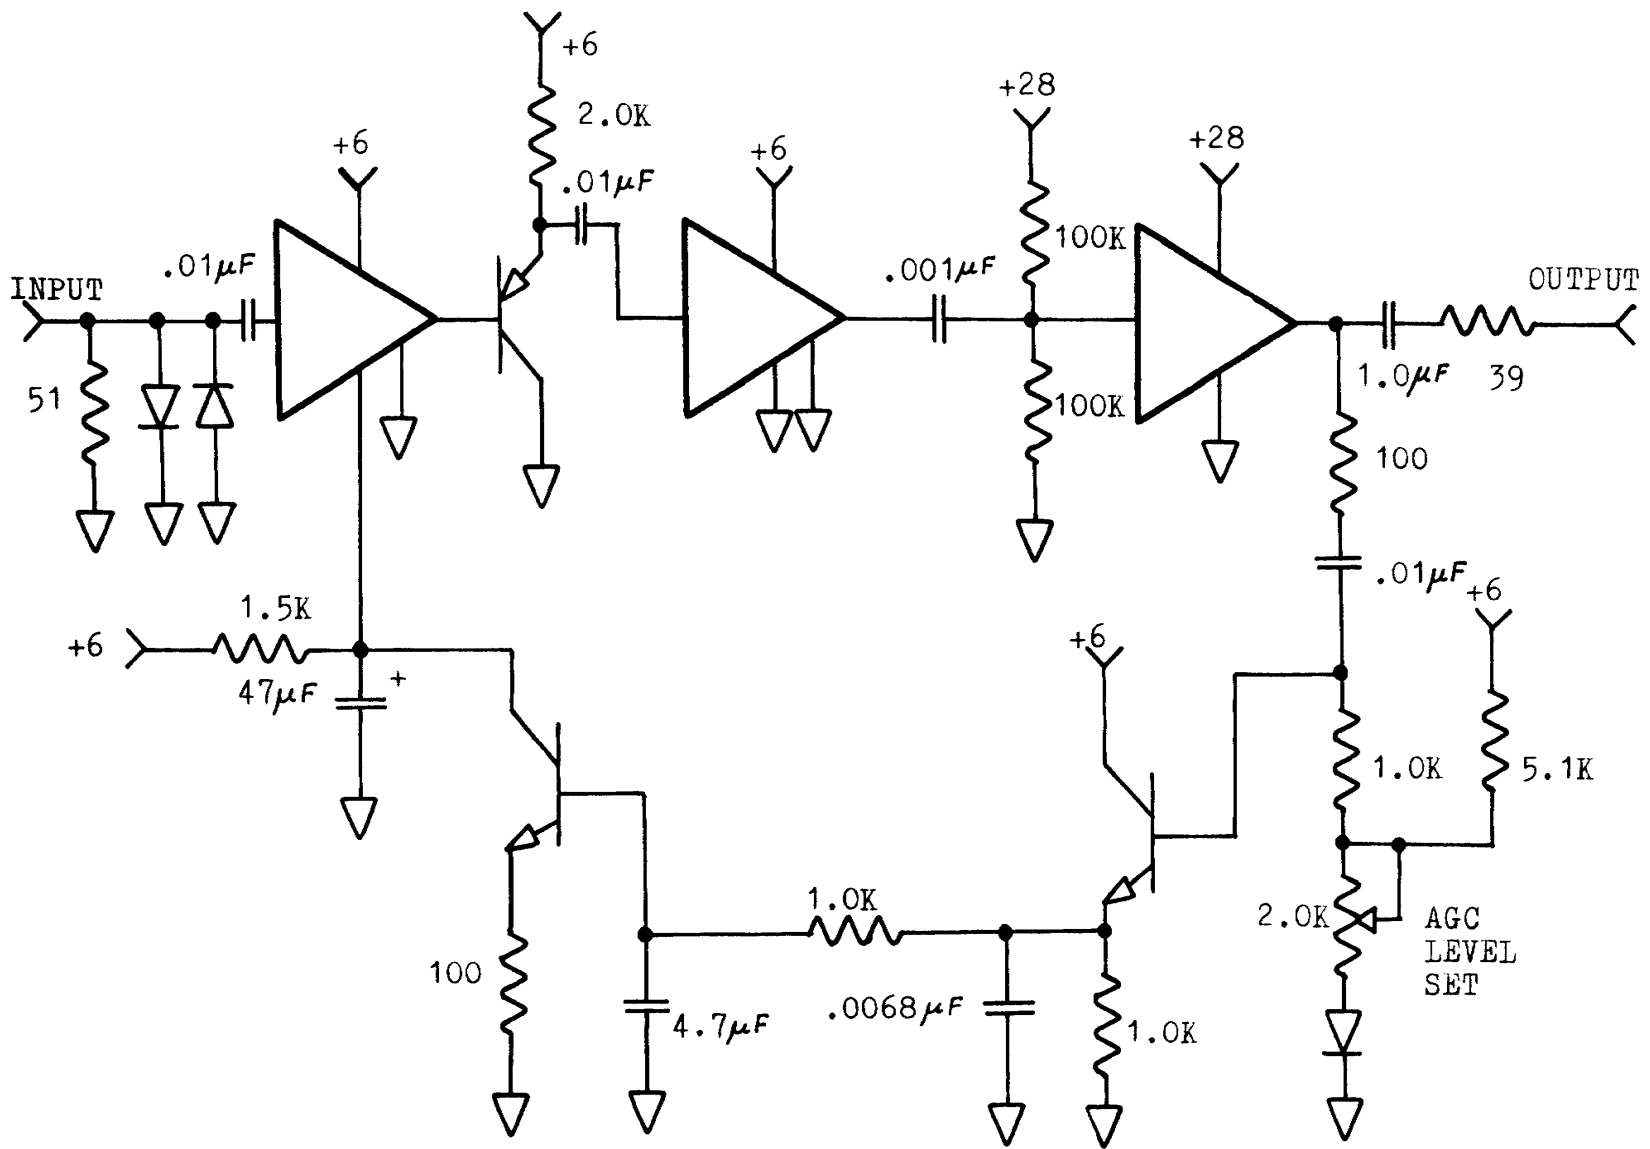 +6
2.0K
.01μF
+6
+6
+28
+28
100K
.01μF
.001μF
INPUT
OUTPUT
51
100K
1.0μF
39
100
.01μF
+6
1.5K
+6
47μF
+
+6
1.0K
5.1K
1.0K
2.0K
AGC
LEVEL
SET
100
4.7μF
.0068μF
1.0K